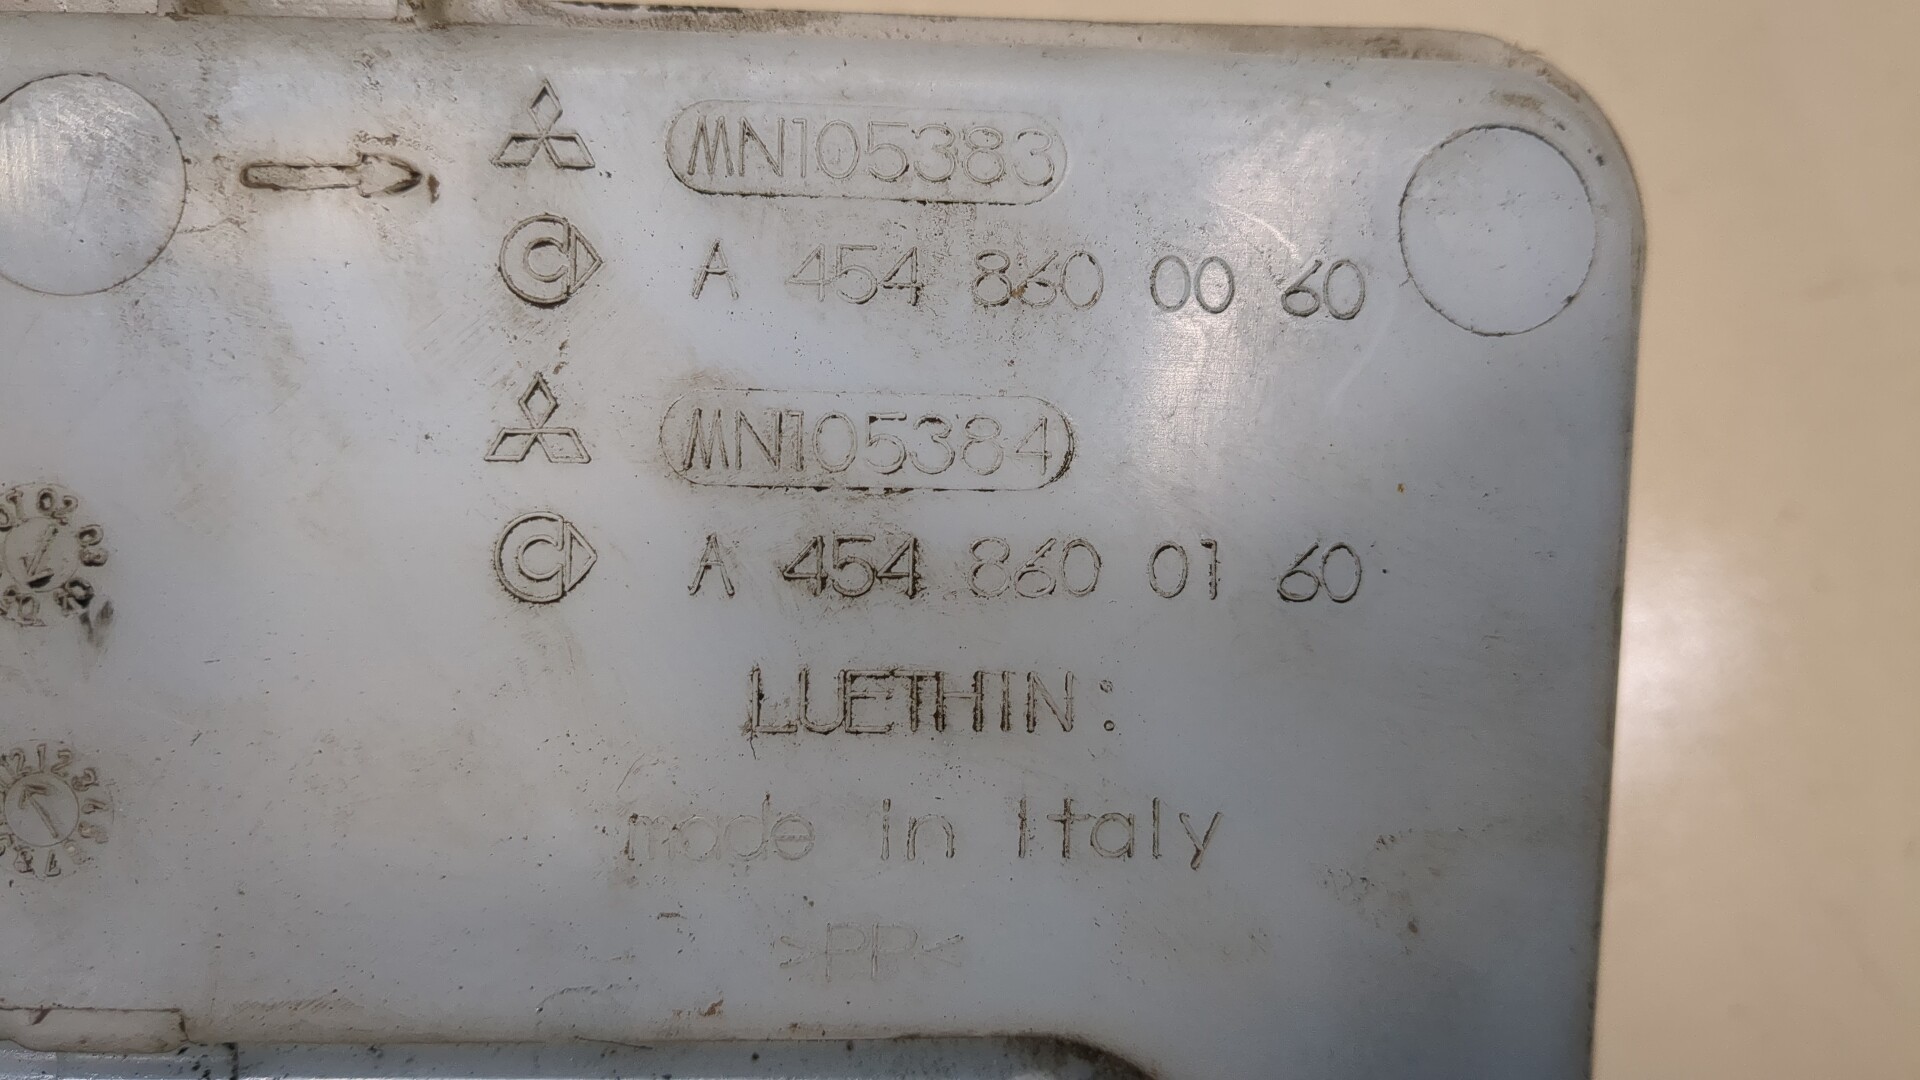 MN105383
A 454 860 00 60
MN105384
A 454 860 01 60
LUETHIN:
made in Italy
>PP<